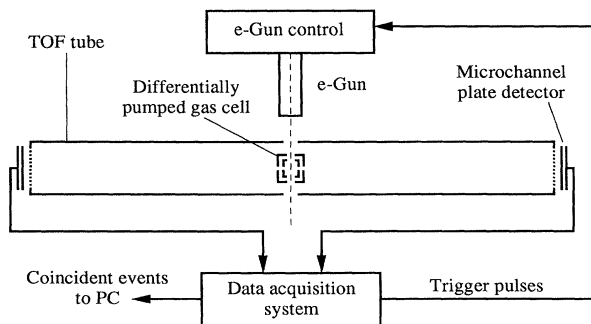 e-Gun control
TOF tube
e-Gun
Differentially
pumped gas cell
Microchannel
plate detector
Coincident events
to PC
Data acquisition
system
Trigger pulses